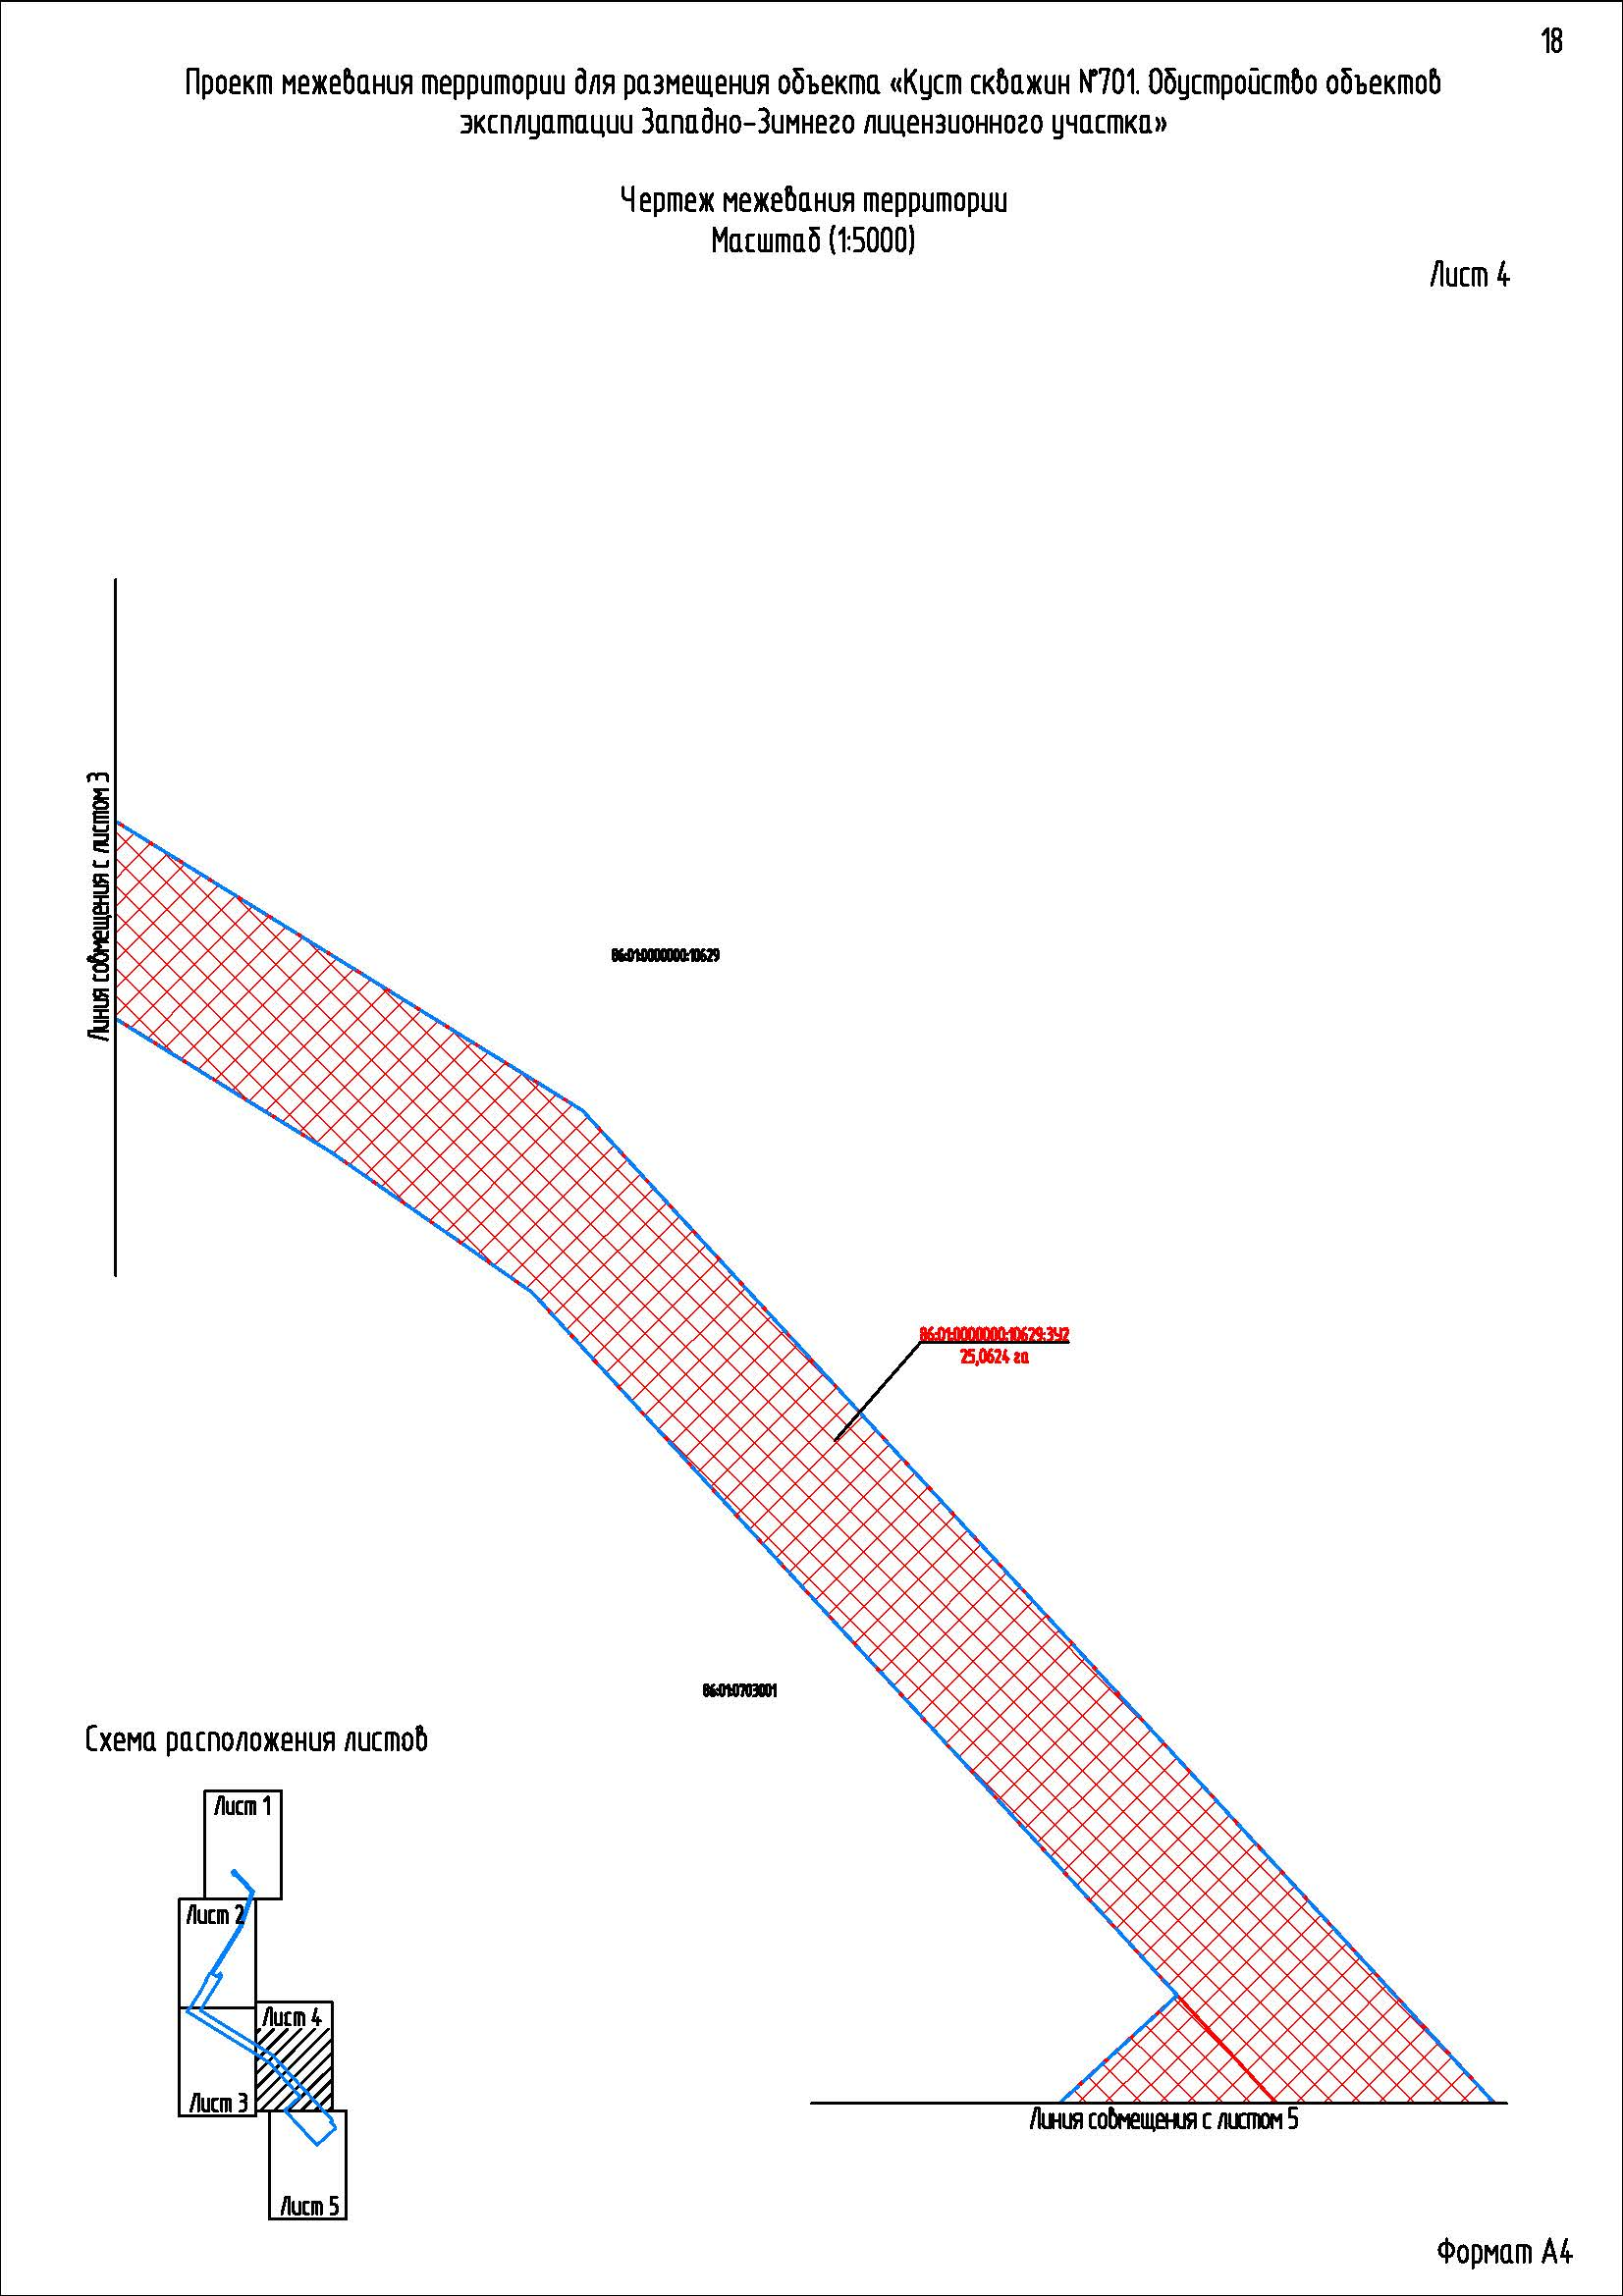 18
Проект межевания территории для размещения объекта «Куст скважин №701. Обустройство объектов
эксплуатации Западно-Зимнего лицензионного участка»
Чертеж межевания территории
Масштаб (1:5000)
Лист 4
Линия совмещения с листом 3
86:01:0000000:10629
86:01:0000000:10629:ЗУ2
25,0624 га
86:01:0703001
Схема расположения листов
Лист 1
Лист 2
Лист 4
Лист 3
Лист 5
Линия совмещения с листом 5
Формат А4